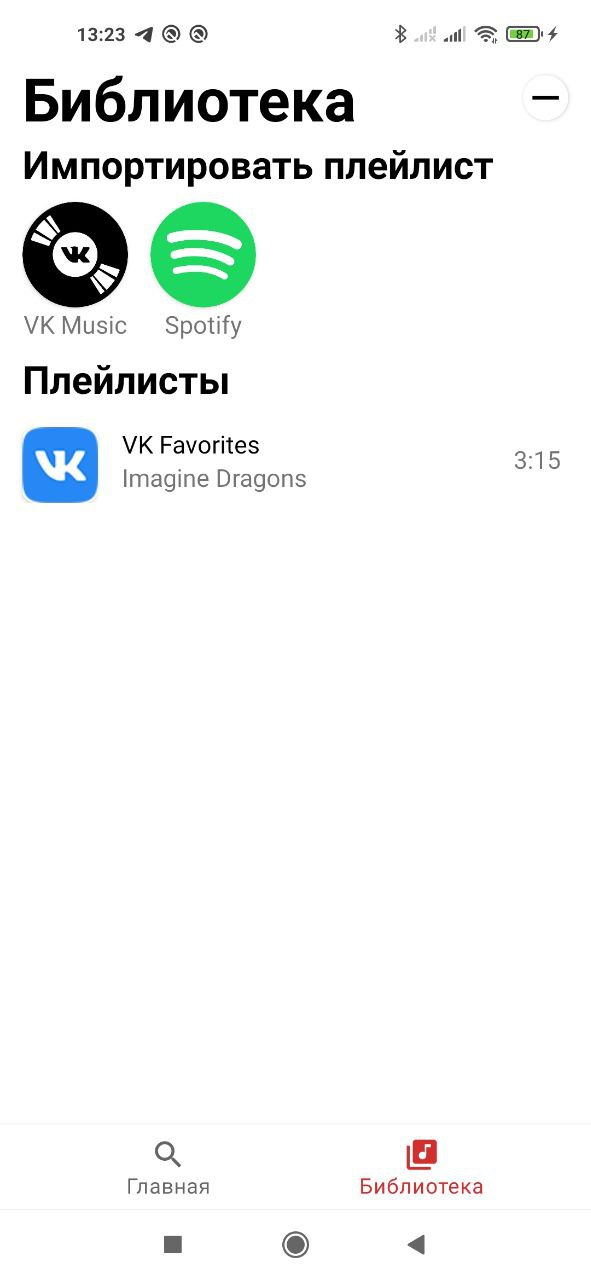 13:23 87
Библиотека
Импортировать плейлист
VK Music Spotify
Плейлисты
VK Favorites
Imagine Dragons
3:15
Главная Библиотека